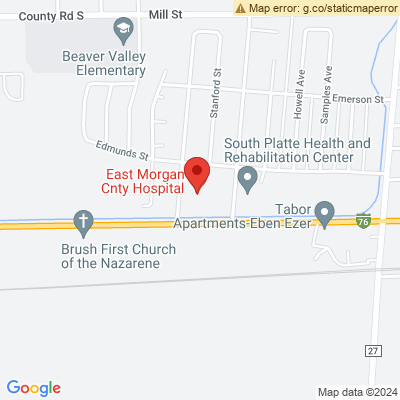 Map error: g.co/staticmaperror
County Rd S
Mill St
Beaver Valley
Elementary
Stanford St
Howell Ave
Samples Ave
Emerson St
Edmunds St
South Platte Health and
Rehabilitation Center
East Morgan
Cnty Hospital
Tabor
Apartments-Eben Ezer
76
Brush First Church
of the Nazarene
27
Google
Map data ©2024